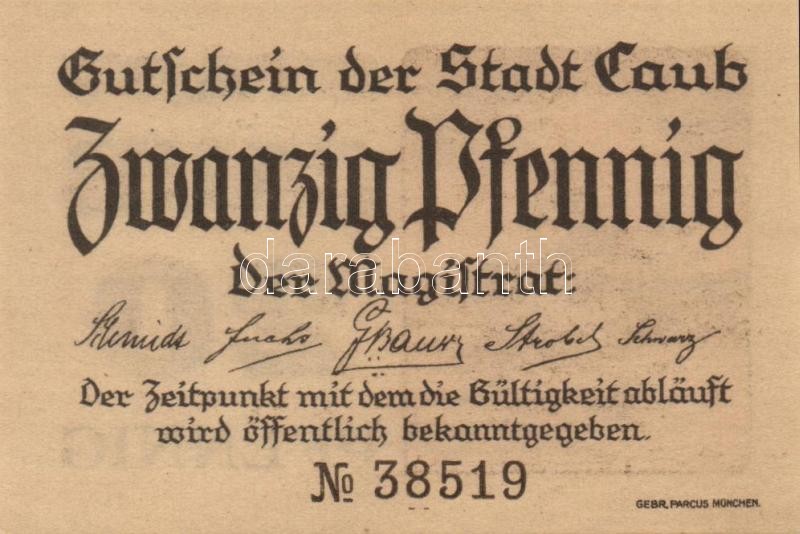 Gutschein der Stadt Caub
Zwanzig Pfennig
Der Magistrat:
darabanth
Schmidt Fuchs G Bauer Strobel Schwarz
Der Zeitpunkt mit dem die Gültigkeit abläuft
wird öffentlich bekanntgegeben.
№ 38519
GEBR. PARCUS MÜNCHEN.